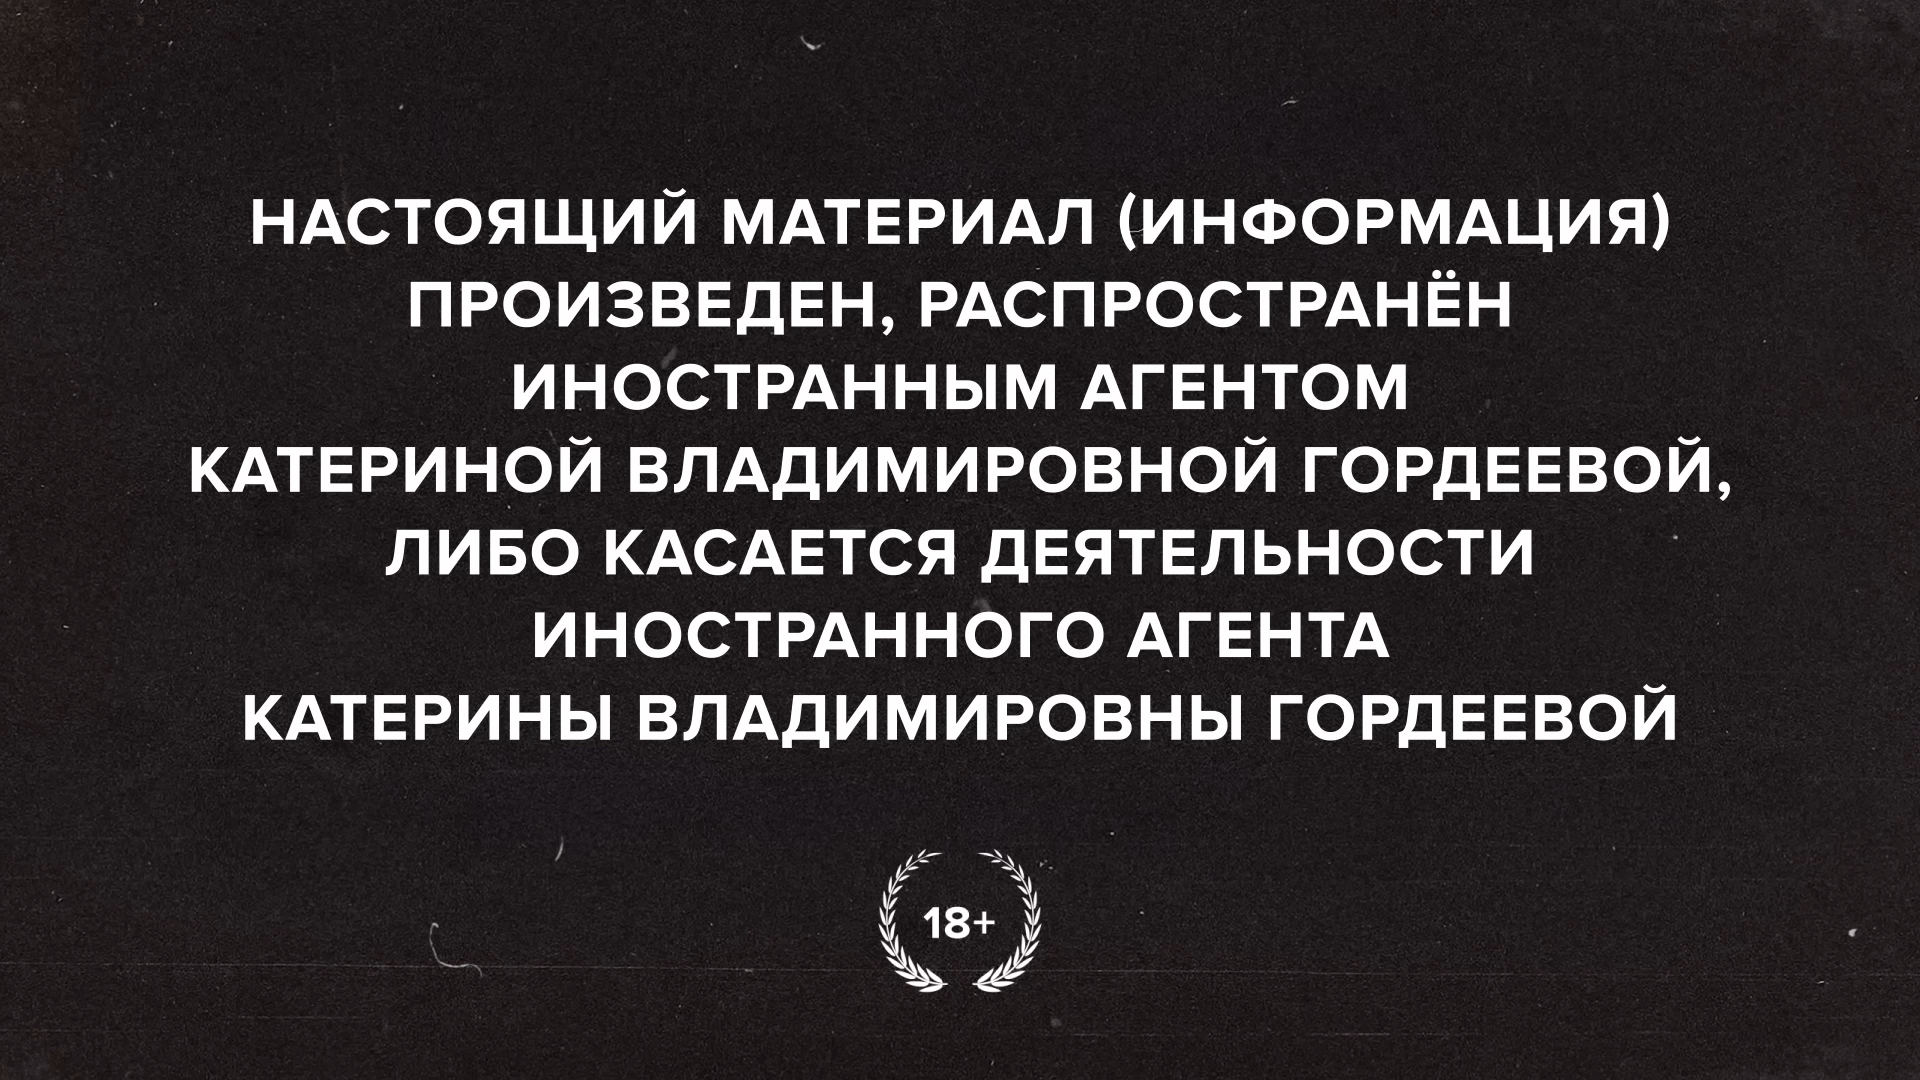 НАСТОЯЩИЙ МАТЕРИАЛ (ИНФОРМАЦИЯ)
ПРОИЗВЕДЕН, РАСПРОСТРАНЁН
ИНОСТРАННЫМ АГЕНТОМ
КАТЕРИНОЙ ВЛАДИМИРОВНОЙ ГОРДЕЕВОЙ,
ЛИБО КАСАЕТСЯ ДЕЯТЕЛЬНОСТИ
ИНОСТРАННОГО АГЕНТА
КАТЕРИНЫ ВЛАДИМИРОВНЫ ГОРДЕЕВОЙ
18+